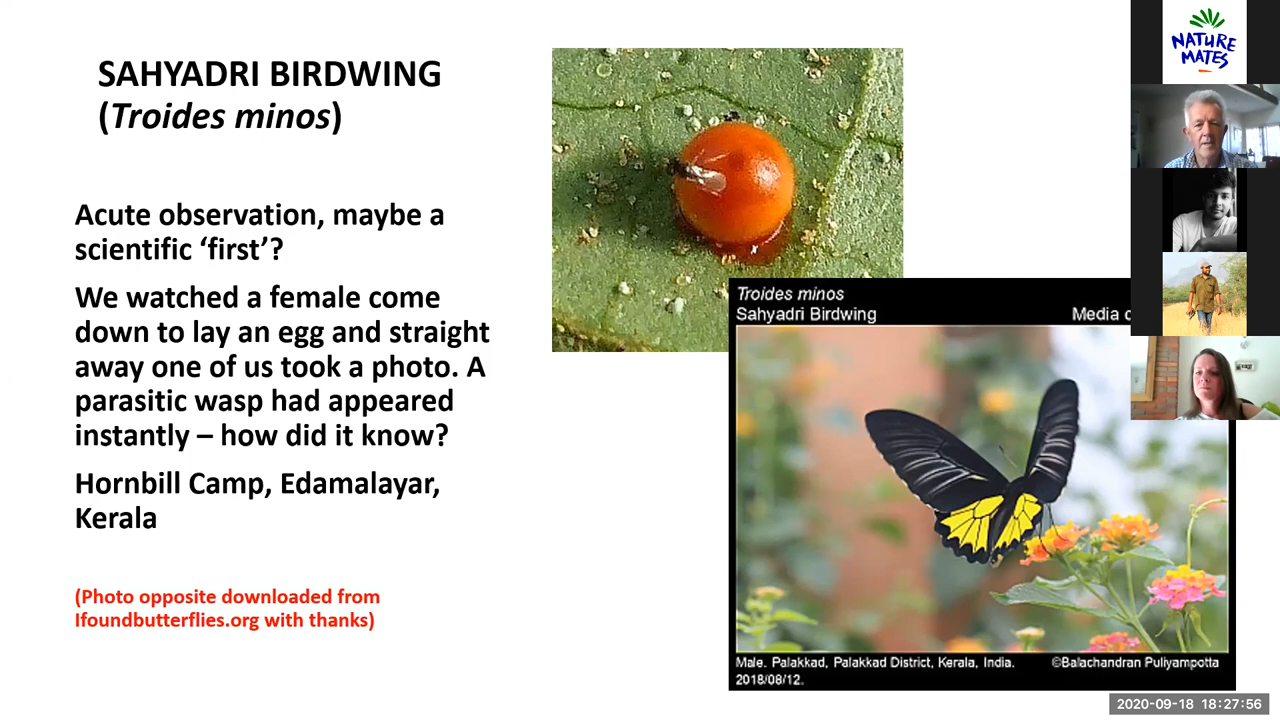 SAHYADRI BIRDWING
(Troides minos)
Acute observation, maybe a
scientific ‘first’?
We watched a female come
down to lay an egg and straight
away one of us took a photo. A
parasitic wasp had appeared
instantly – how did it know?
Hornbill Camp, Edamalayar,
Kerala
(Photo opposite downloaded from
Ifoundbutterflies.org with thanks)
Troides minos
Sahyadri Birdwing
Media c
Male. Palakkad, Palakkad District, Kerala, India.
©Balachandran Puliyampotta
2018/08/12.
NATURE
MATES
2020-09-18 18:27:56